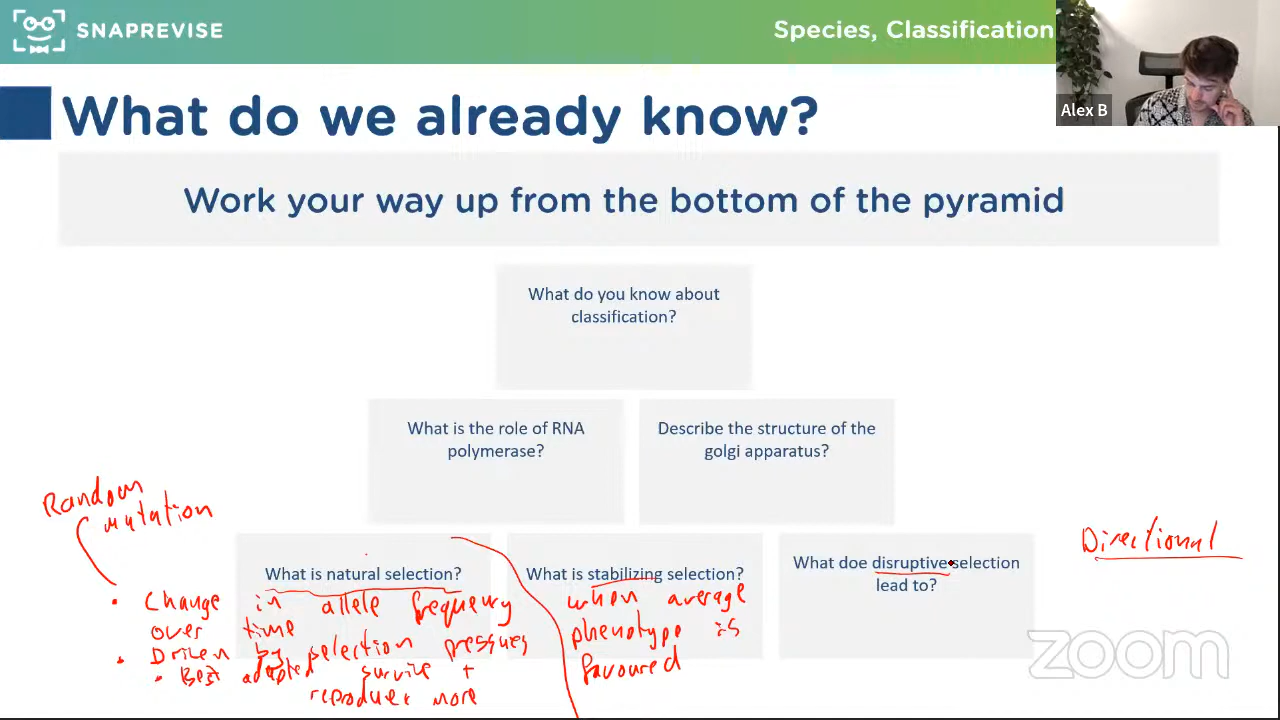 SNAPREVISE
Species, Classification
Alex B
What do we already know?
Work your way up from the bottom of the pyramid
What do you know about
classification?
What is the role of RNA
polymerase?
Describe the structure of the
golgi apparatus?
Random
mutation
Directional
What is natural selection?
• Change in allele frequency
over time
• Driven by selection pressures
• Best adapted survive +
reproduce more
What is stabilizing selection?
when average
phenotype is
favoured
What doe disruptive selection
lead to?
zoom